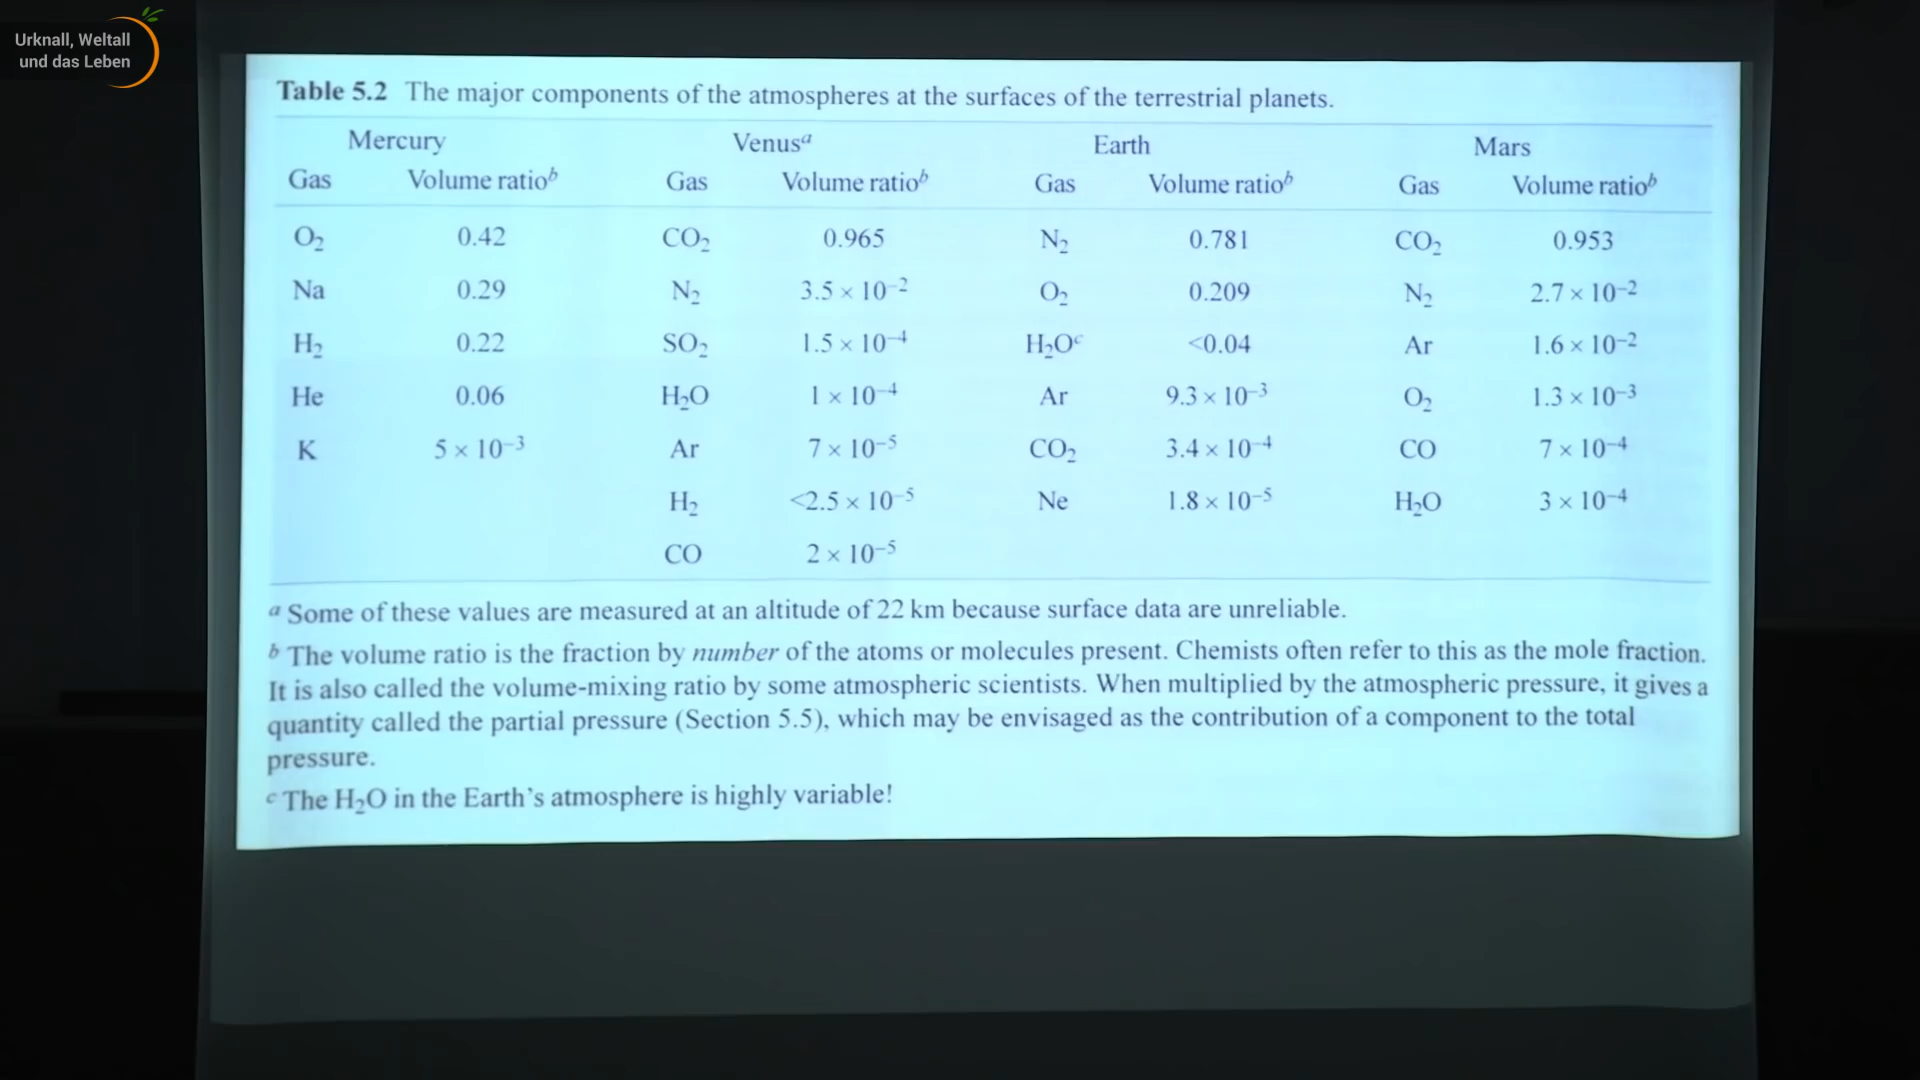 Urknall, Weltall
und das Leben
Table 5.2 The major components of the atmospheres at the surfaces of the terrestrial planets.
Mercury Venusᵃ Earth Mars
Gas Volume ratioᵇ Gas Volume ratioᵇ Gas Volume ratioᵇ Gas Volume ratioᵇ
O₂ 0.42 CO₂ 0.965 N₂ 0.781 CO₂ 0.953
Na 0.29 N₂ 3.5 × 10⁻² O₂ 0.209 N₂ 2.7 × 10⁻²
H₂ 0.22 SO₂ 1.5 × 10⁻⁴ H₂Oᶜ <0.04 Ar 1.6 × 10⁻²
He 0.06 H₂O 1 × 10⁻⁴ Ar 9.3 × 10⁻³ O₂ 1.3 × 10⁻³
K 5 × 10⁻³ Ar 7 × 10⁻⁵ CO₂ 3.4 × 10⁻⁴ CO 7 × 10⁻⁴
H₂ <2.5 × 10⁻⁵ Ne 1.8 × 10⁻⁵ H₂O 3 × 10⁻⁴
CO 2 × 10⁻⁵
ᵃ Some of these values are measured at an altitude of 22 km because surface data are unreliable.
ᵇ The volume ratio is the fraction by number of the atoms or molecules present. Chemists often refer to this as the mole fraction.
It is also called the volume-mixing ratio by some atmospheric scientists. When multiplied by the atmospheric pressure, it gives a
quantity called the partial pressure (Section 5.5), which may be envisaged as the contribution of a component to the total
pressure.
ᶜ The H₂O in the Earth's atmosphere is highly variable!